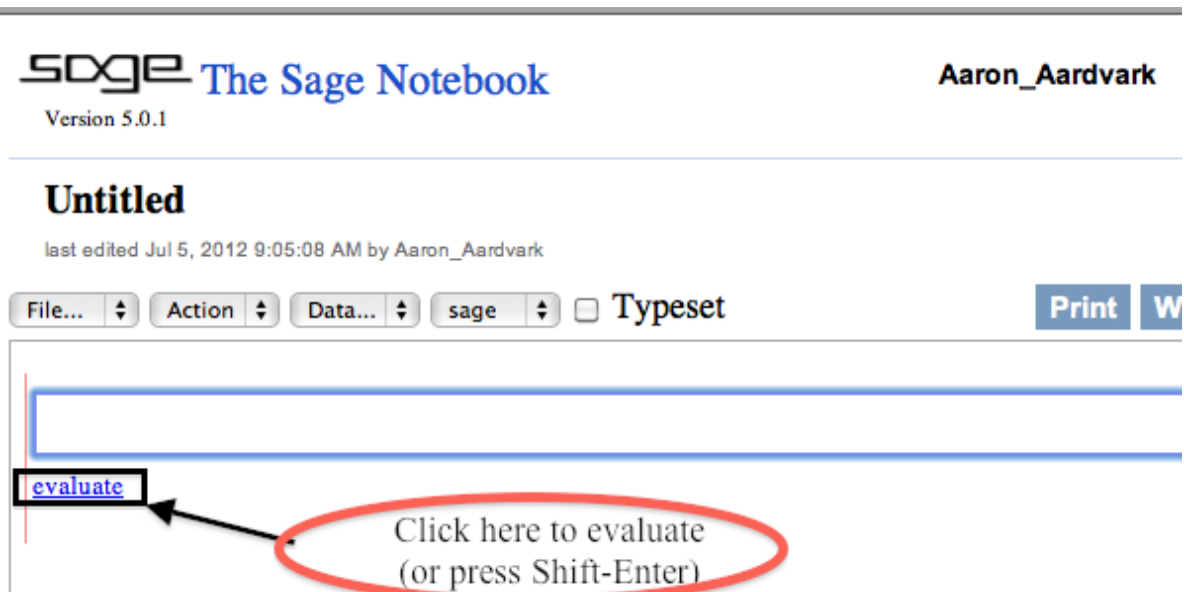 sage The Sage Notebook Aaron_Aardvark
Version 5.0.1
Untitled
last edited Jul 5, 2012 9:05:08 AM by Aaron_Aardvark
File... Action Data... sage Typeset Print W
evaluate
Click here to evaluate
(or press Shift-Enter)